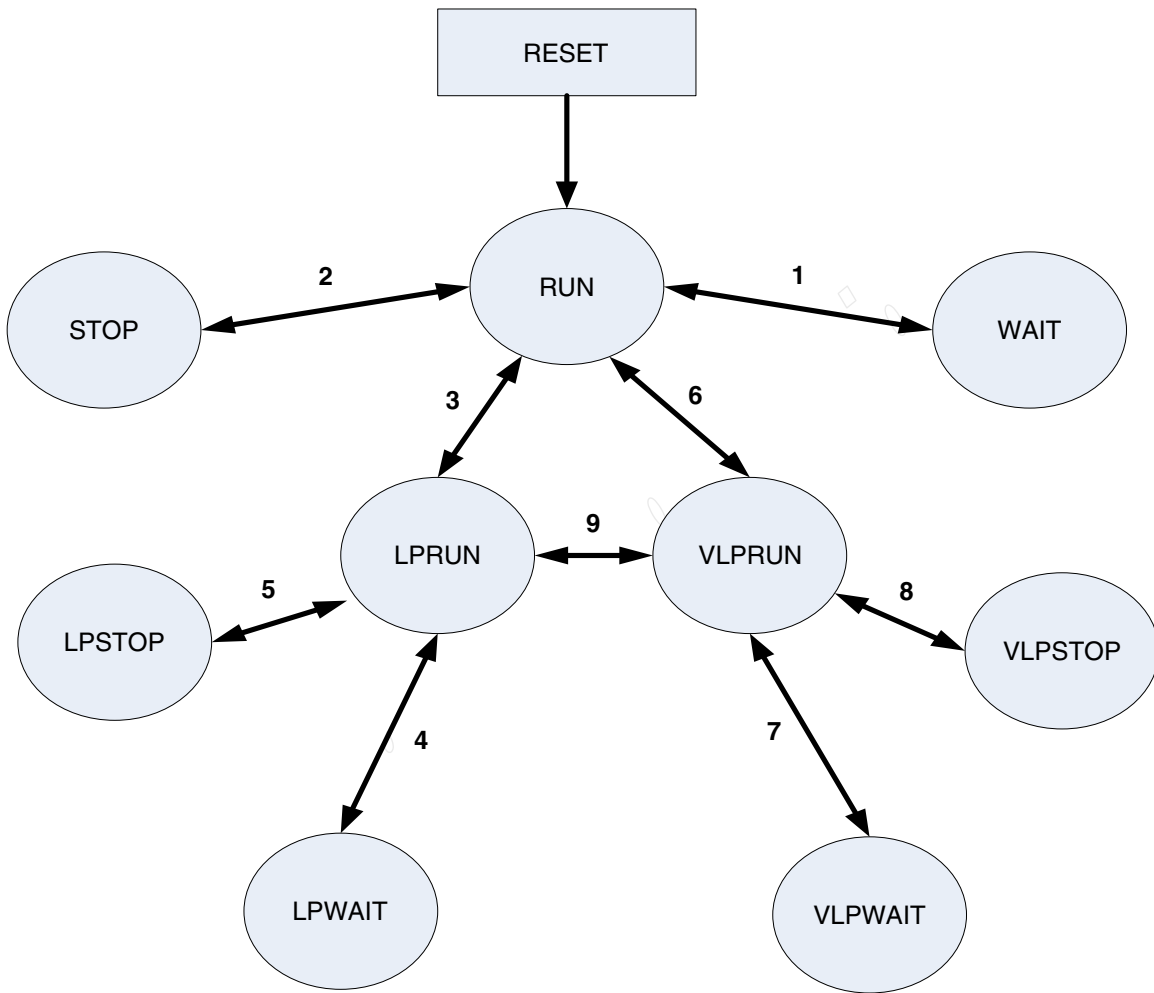 RESET
RUN
2
1
STOP
WAIT
3
6
LPRUN
9
VLPRUN
5
8
LPSTOP
VLPSTOP
4
7
LPWAIT
VLPWAIT